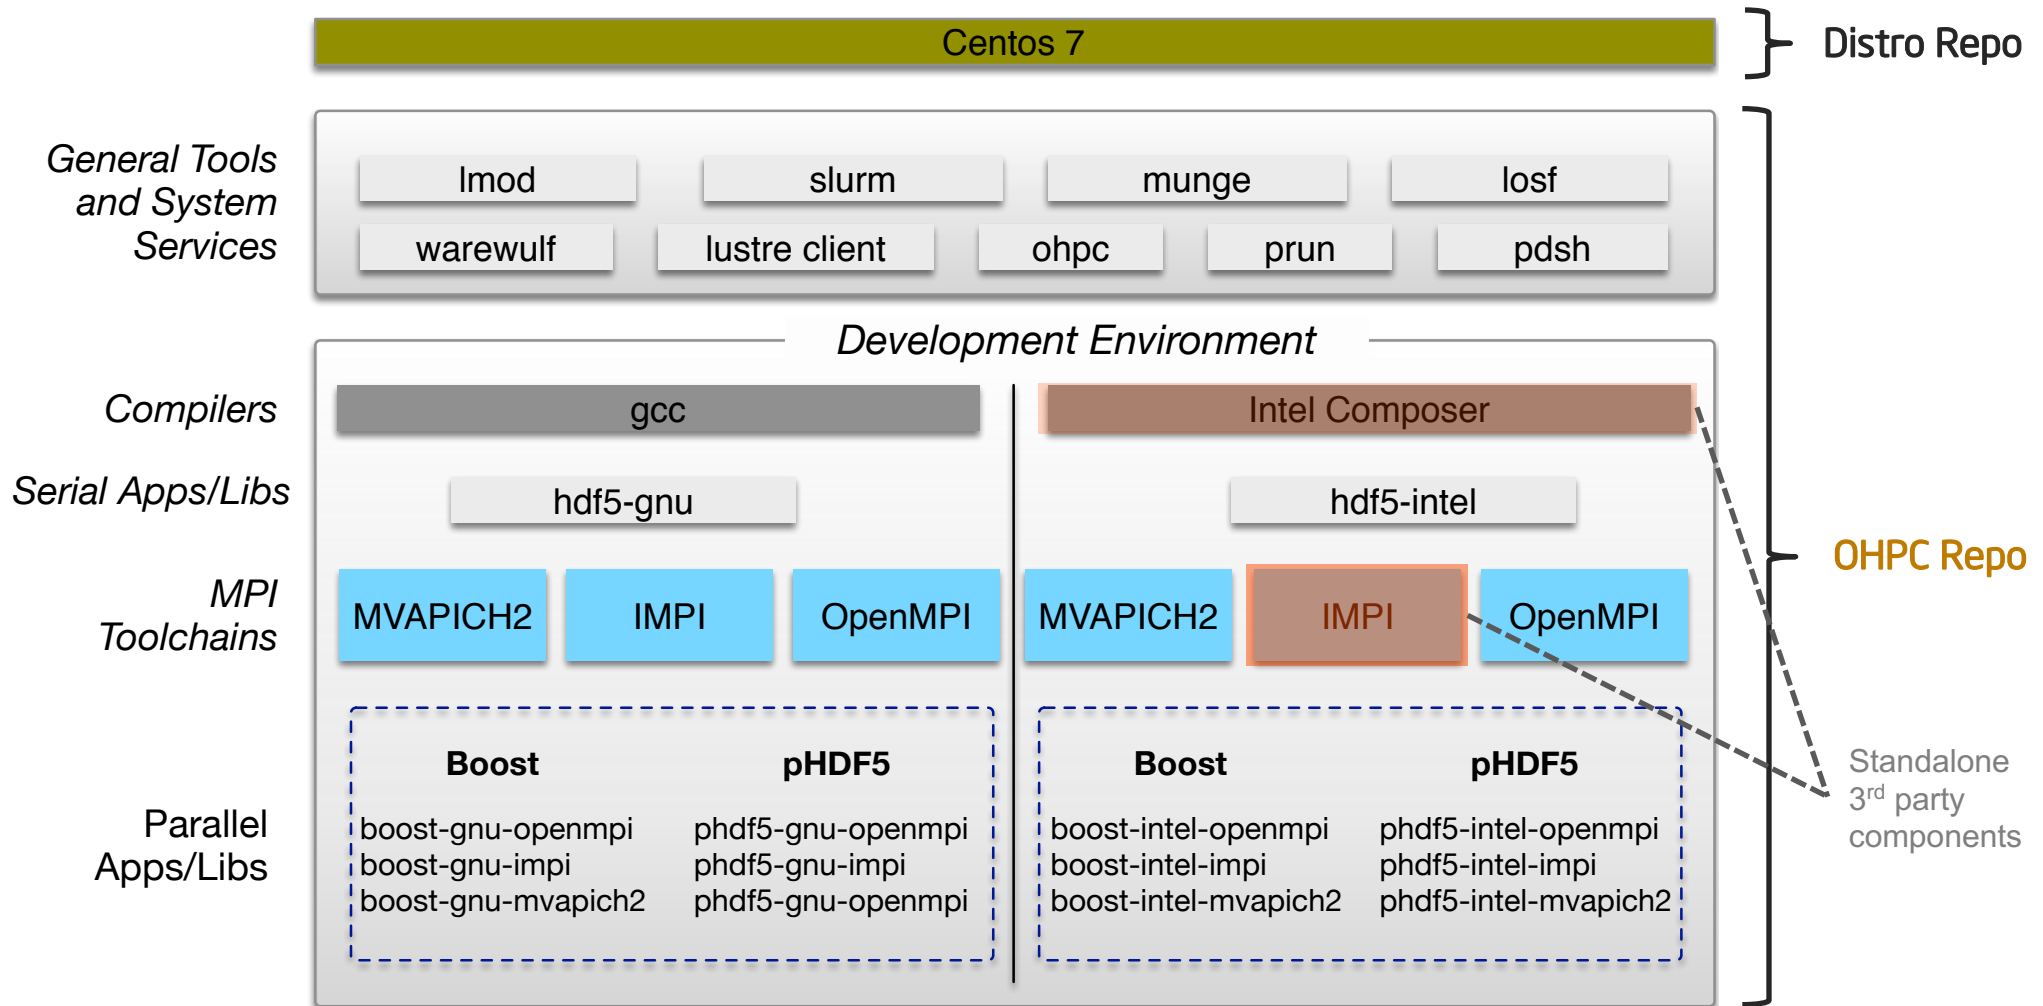 Centos 7
Distro Repo
General Tools
and System
Services
lmod
slurm
munge
losf
warewulf
lustre client
ohpc
prun
pdsh
Development Environment
Compilers
gcc
Intel Composer
Serial Apps/Libs
hdf5-gnu
hdf5-intel
OHPC Repo
MPI
Toolchains
MVAPICH2
IMPI
OpenMPI
MVAPICH2
IMPI
OpenMPI
Parallel
Apps/Libs
Boost
boost-gnu-openmpi
boost-gnu-impi
boost-gnu-mvapich2
pHDF5
phdf5-gnu-openmpi
phdf5-gnu-impi
phdf5-gnu-openmpi
Boost
boost-intel-openmpi
boost-intel-impi
boost-intel-mvapich2
pHDF5
phdf5-intel-openmpi
phdf5-intel-impi
phdf5-intel-mvapich2
Standalone
3rd party
components